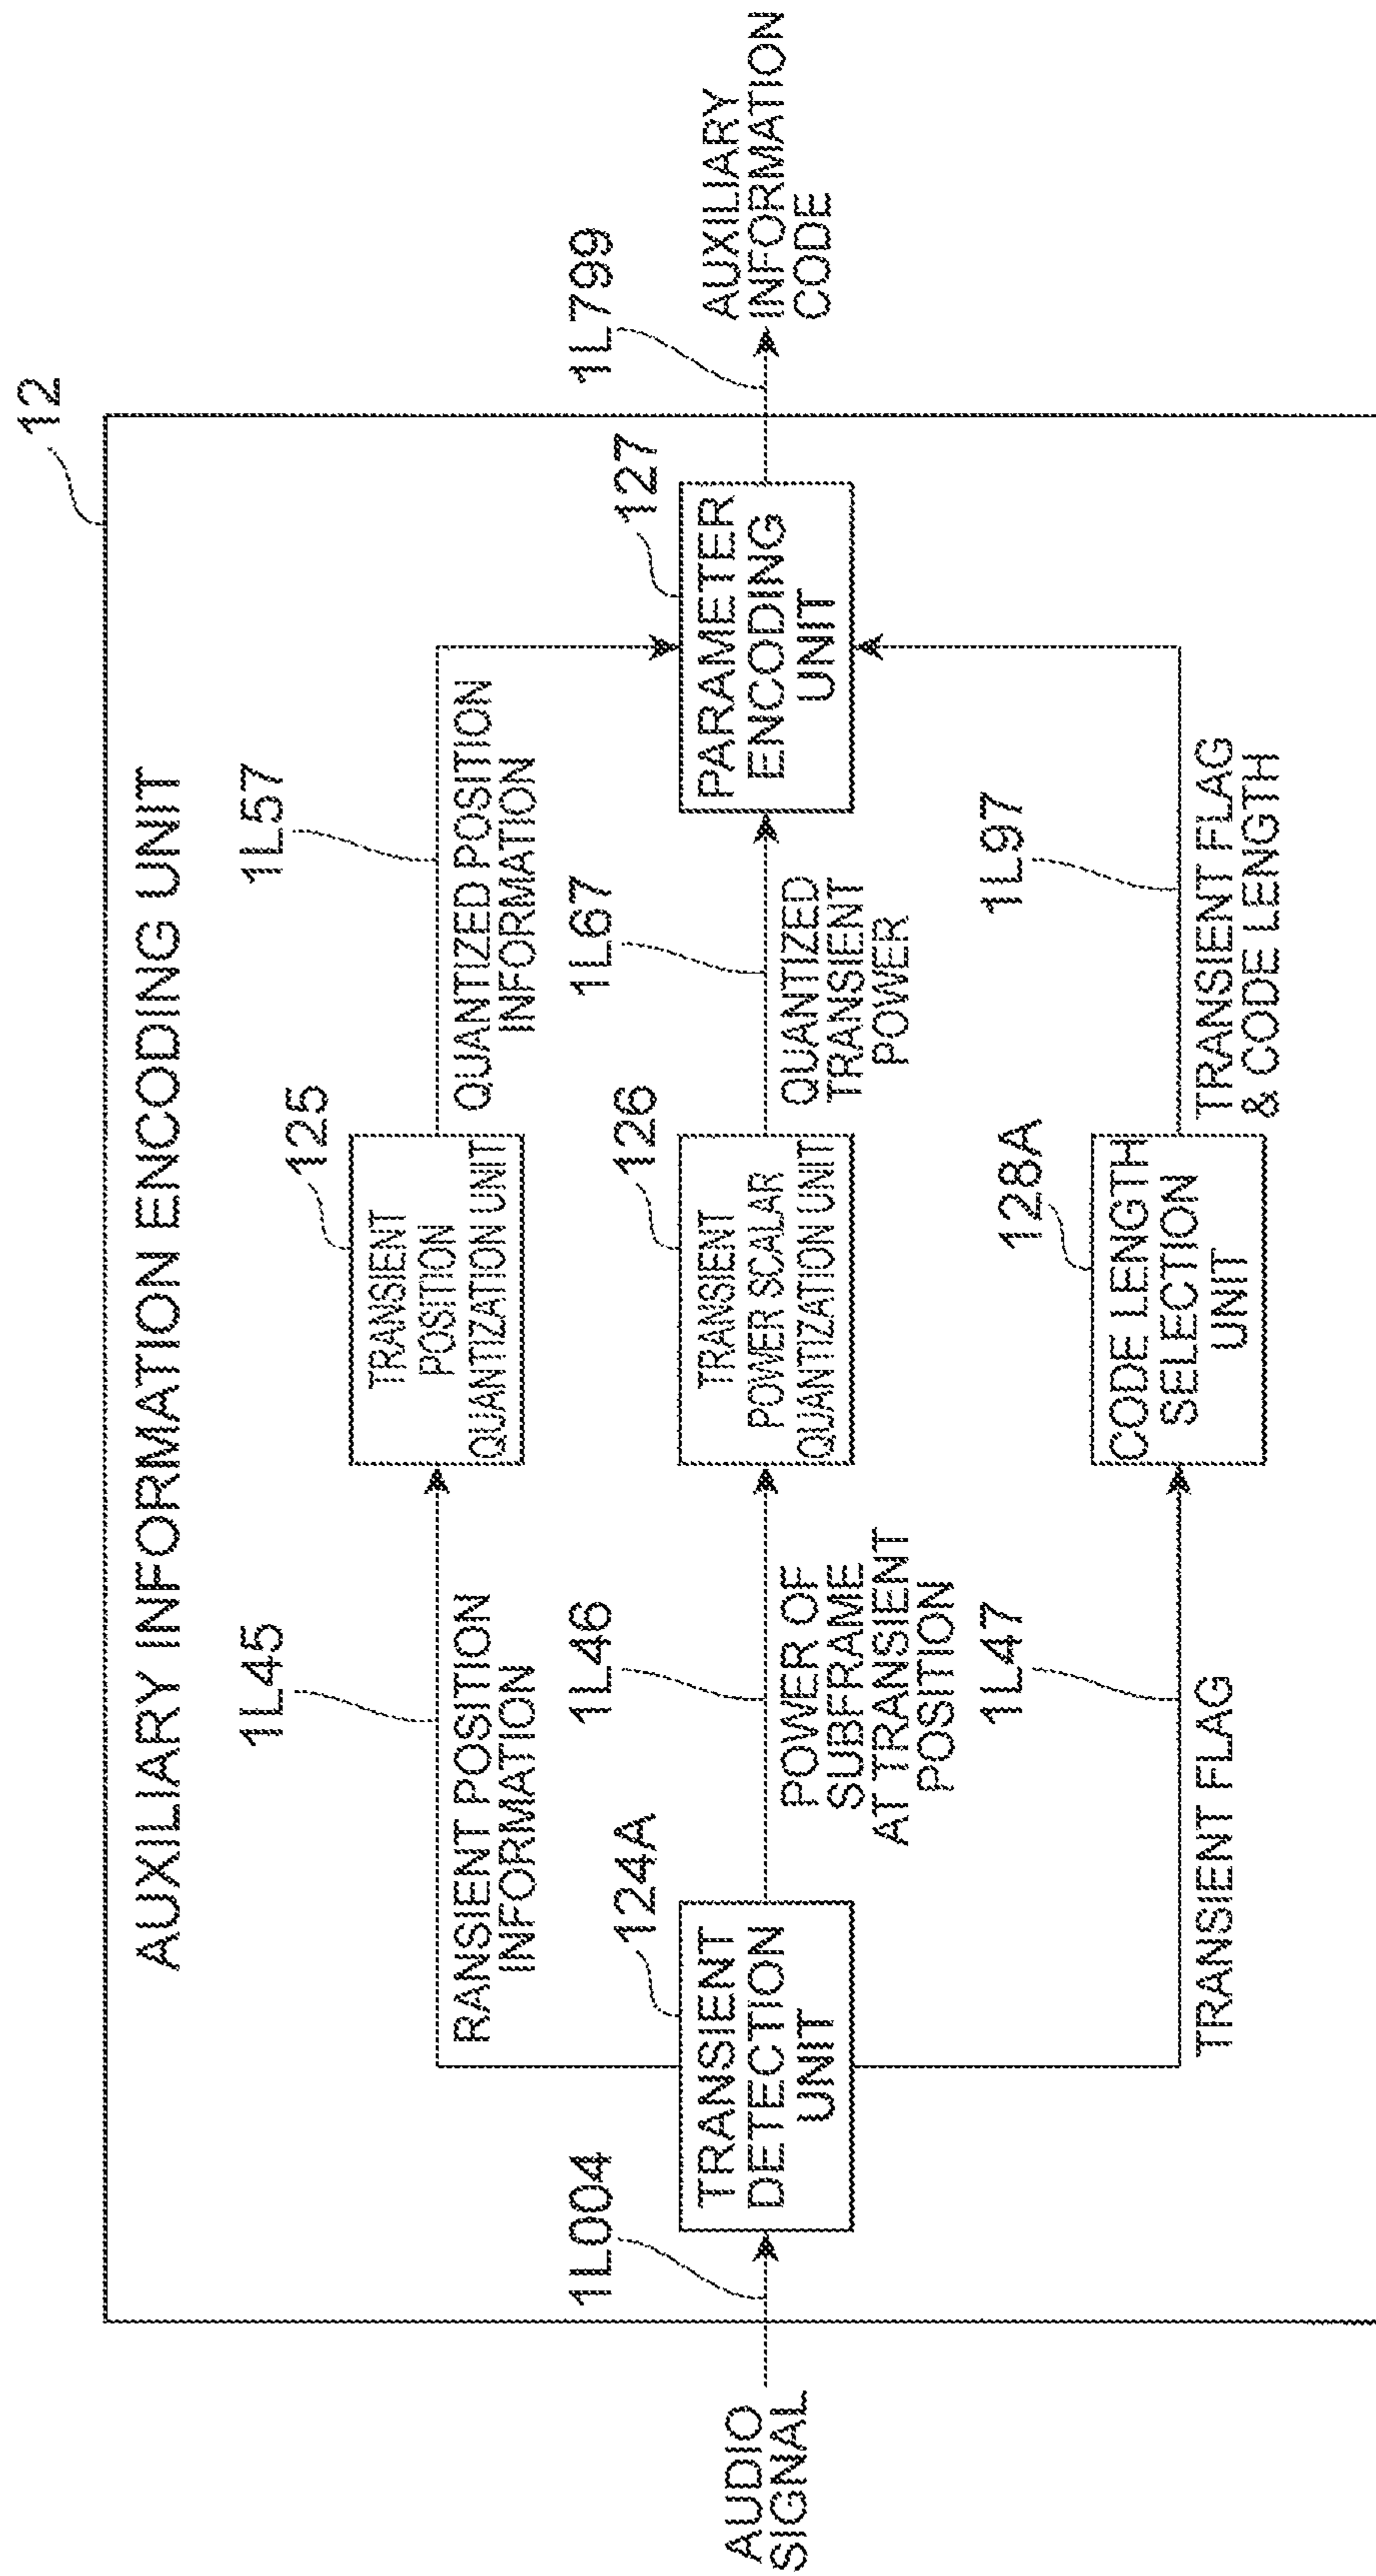 12
AUXILIARY INFORMATION ENCODING UNIT
1L45
RANSIENT POSITION
INFORMATION
125
TRANSIENT
POSITION
QUANTIZATION UNIT
1L57
QUANTIZED POSITION
INFORMATION
AUDIO
SIGNAL
1L004
124A
TRANSIENT
DETECTION
UNIT
1L46
POWER OF
SUBFRAME
AT TRANSIENT
POSITION
126
TRANSIENT
POWER SCALAR
QUANTIZATION UNIT
1L67
QUANTIZED
TRANSIENT
POWER
127
PARAMETER
ENCODING
UNIT
1L799
AUXILIARY
INFORMATION
CODE
1L47
TRANSIENT FLAG
128A
CODE LENGTH
SELECTION
UNIT
1L97
TRANSIENT FLAG
& CODE LENGTH